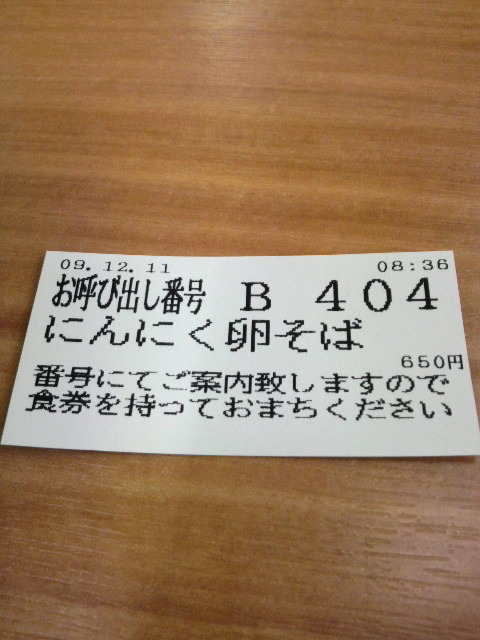 09.12.11 08:36
お呼び出し番号 B 404
にんにく卵そば
650円
番号にてご案内致しますので
食券を持っておまちください